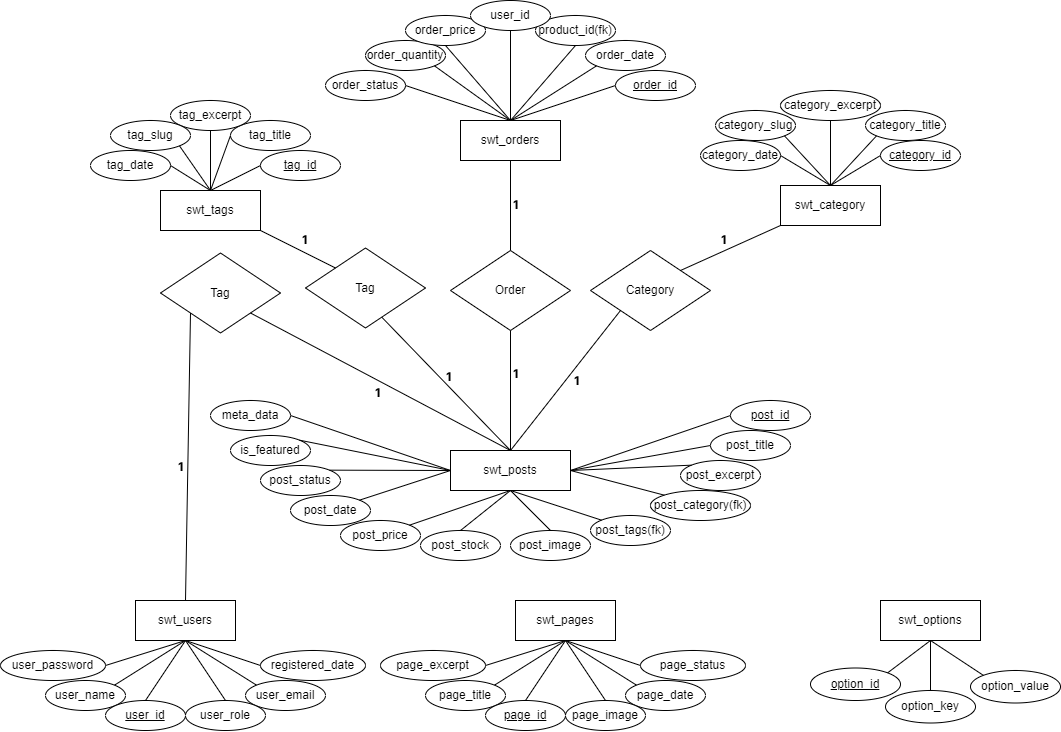 user_id
order_price
product_id(fk)
order_quantity
order_date
order_status
order_id
swt_orders
tag_excerpt
tag_slug
tag_title
tag_date
tag_id
swt_tags
category_excerpt
category_slug
category_title
category_date
category_id
swt_category
1
1
1
Tag
Tag
Order
Category
1
1
1
1
meta_data
is_featured
post_status
post_date
post_price
post_stock
post_image
post_tags(fk)
post_category(fk)
post_excerpt
post_title
post_id
swt_posts
1
swt_users
user_password
user_name
user_id
user_role
user_email
registered_date
swt_pages
page_excerpt
page_title
page_id
page_image
page_date
page_status
swt_options
option_id
option_key
option_value